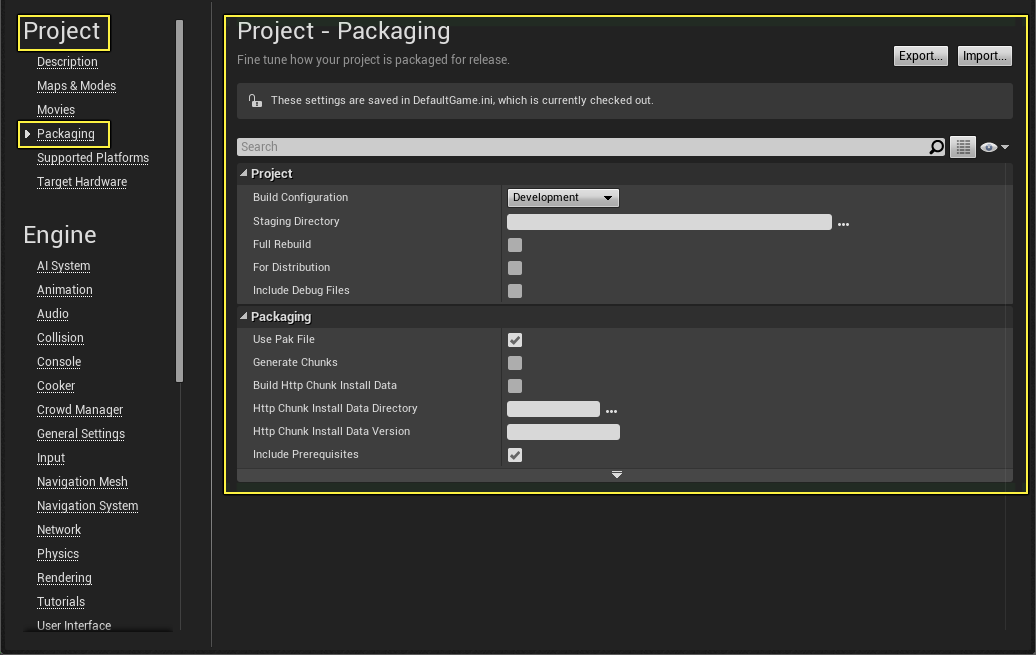 Project
Description
Maps & Modes
Movies
Packaging
Supported Platforms
Target Hardware
Engine
AI System
Animation
Audio
Collision
Console
Cooker
Crowd Manager
General Settings
Input
Navigation Mesh
Navigation System
Network
Physics
Rendering
Tutorials
User Interface
Project - Packaging
Fine tune how your project is packaged for release.
Export...
Import...
These settings are saved in DefaultGame.ini, which is currently checked out.
Search
Project
Build Configuration
Development
Staging Directory
...
Full Rebuild
For Distribution
Include Debug Files
Packaging
Use Pak File
Generate Chunks
Build Http Chunk Install Data
Http Chunk Install Data Directory
...
Http Chunk Install Data Version
Include Prerequisites